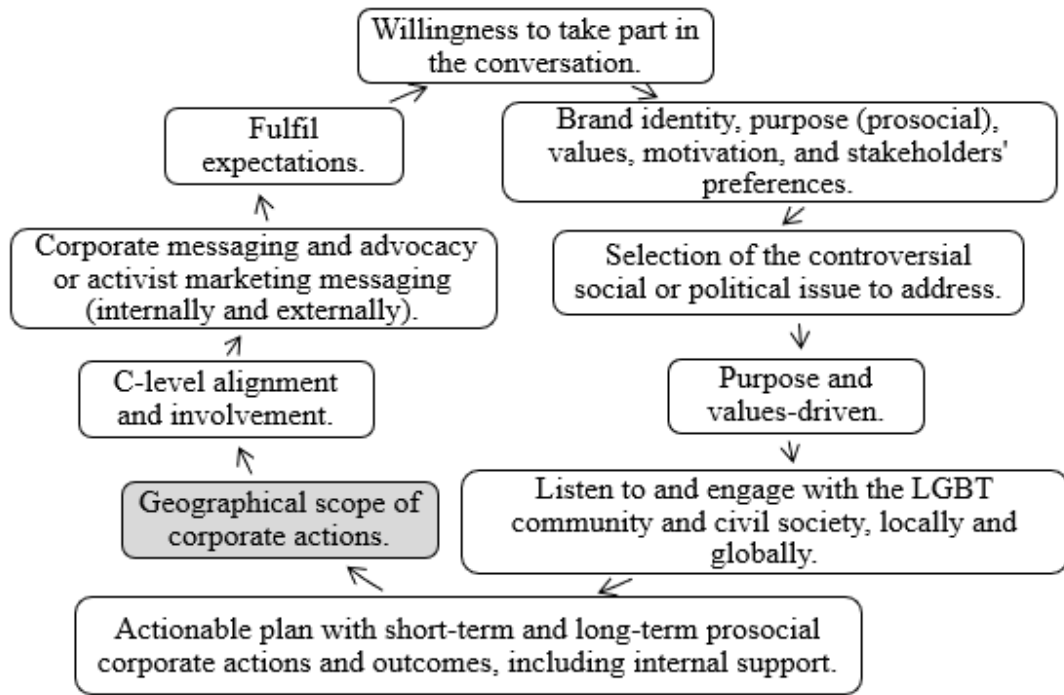 Willingness to take part in
the conversation.
Brand identity, purpose (prosocial),
values, motivation, and stakeholders'
preferences.
Selection of the controversial
social or political issue to address.
Purpose and
values-driven.
Listen to and engage with the LGBT
community and civil society, locally and
globally.
Actionable plan with short-term and long-term prosocial
corporate actions and outcomes, including internal support.
Geographical scope of
corporate actions.
C-level alignment
and involvement.
Corporate messaging and advocacy
or activist marketing messaging
(internally and externally).
Fulfil
expectations.